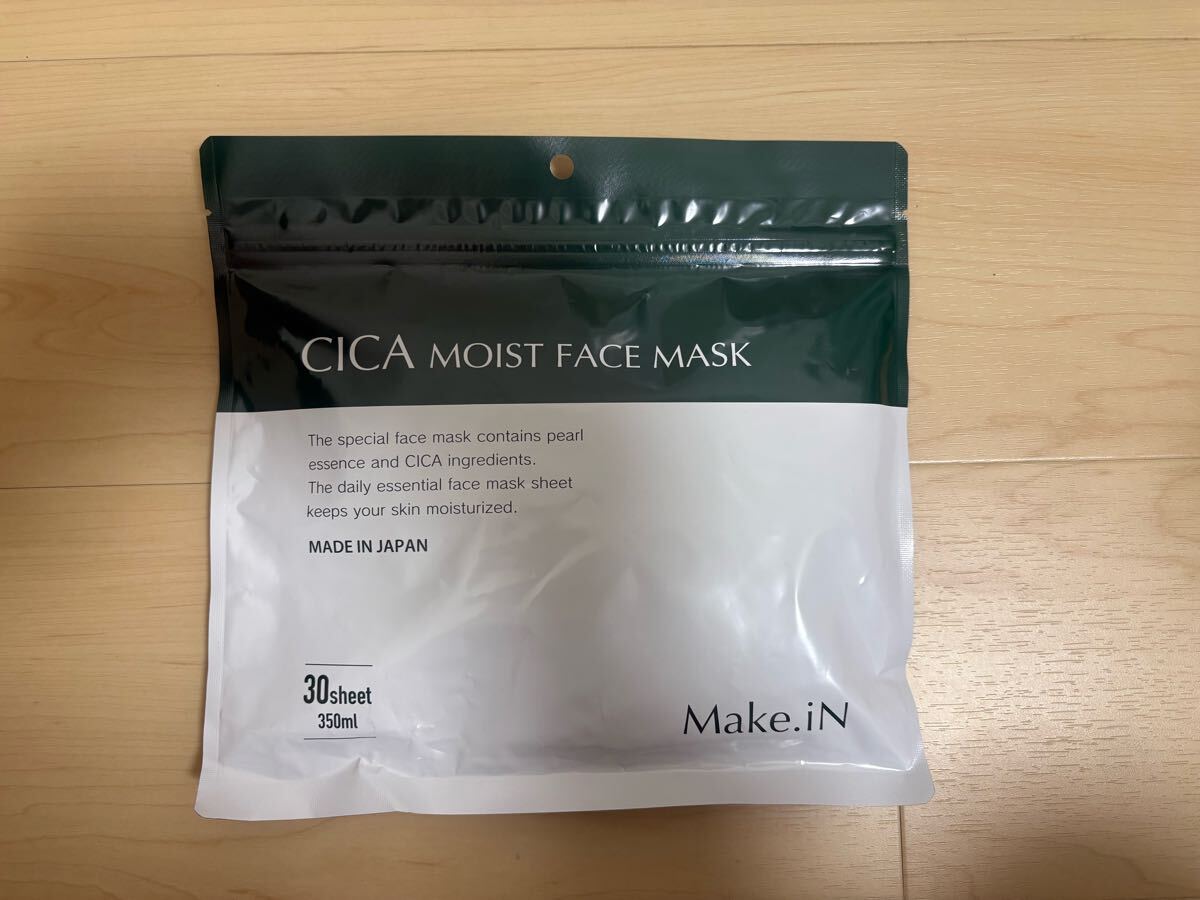 CICA MOIST FACE MASK
The special face mask contains pearl
essence and CICA ingredients.
The daily essential face mask sheet
keeps your skin moisturized.
MADE IN JAPAN
30sheet
350ml
Make.iN